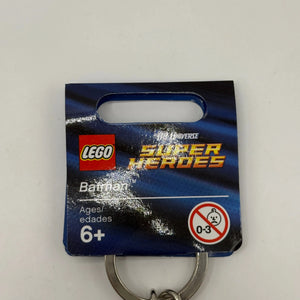 DC UNIVERSE
SUPER
HEROES
LEGO
Batman
Ages/
edades
6+
0-3